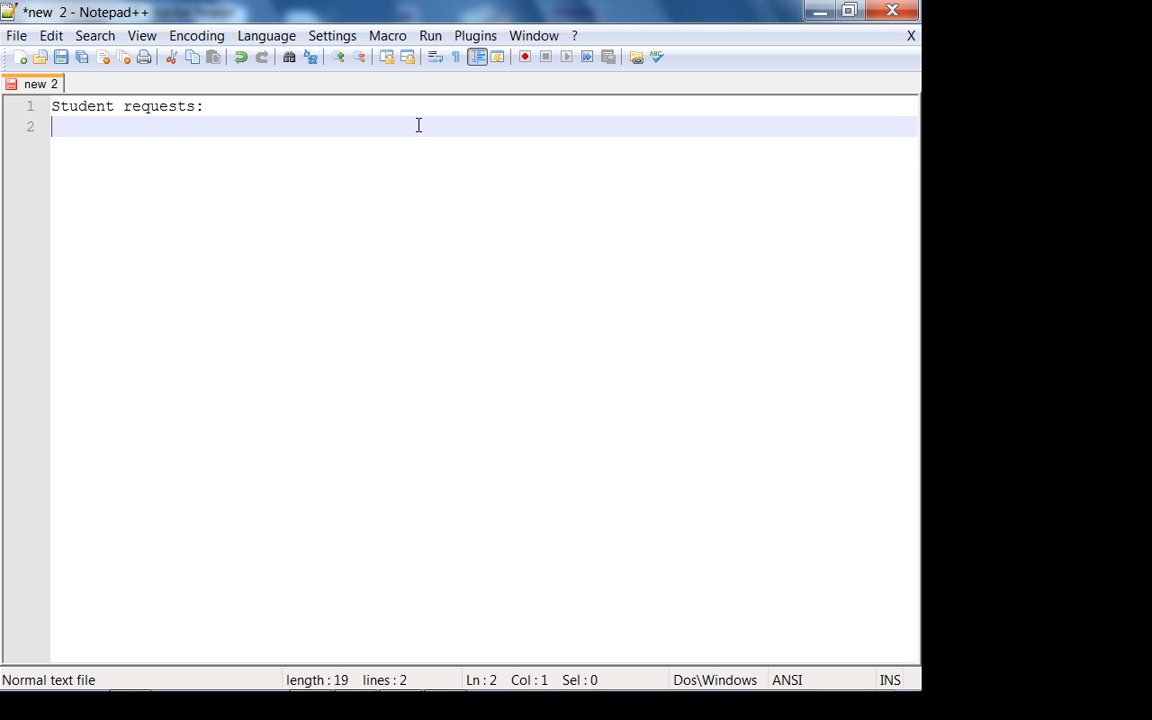 *new 2 - Notepad++
File Edit Search View Encoding Language Settings Macro Run Plugins Window ? X
new 2
1 Student requests:
2
Normal text file length : 19 lines : 2 Ln : 2 Col : 1 Sel : 0 Dos\Windows ANSI INS